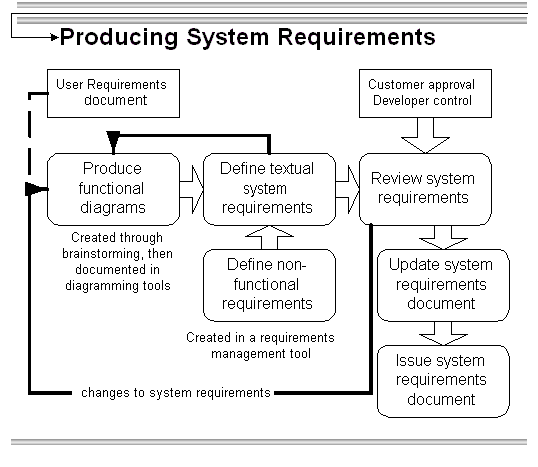 Producing System Requirements
User Requirements
document
Customer approval
Developer control
Produce
functional
diagrams
Define textual
system
requirements
Review system
requirements
Created through
brainstorming, then
documented in
diagramming tools
Define non-
functional
requirements
Update system
requirements
document
Created in a requirements
management tool
Issue system
requirements
document
changes to system requirements